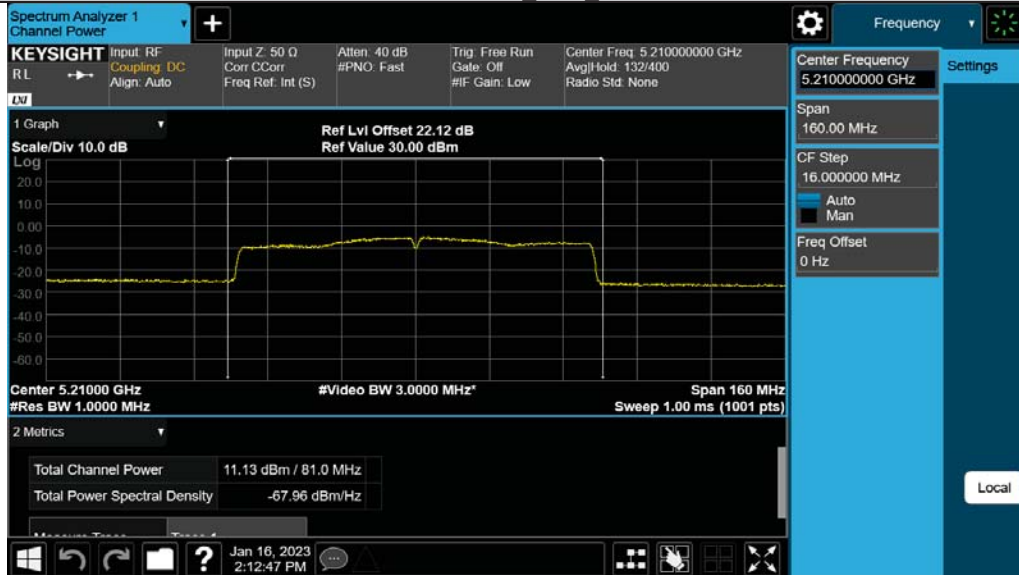 Spectrum Analyzer 1
Channel Power
+
Frequency
KEYSIGHT
RL
LXI
Input: RF
Coupling: DC
Align: Auto
Input Z: 50 Ω
Corr CCorr
Freq Ref: Int (S)
Atten: 40 dB
#PNO: Fast
Trig: Free Run
Gate: Off
#IF Gain: Low
Center Freq: 5.210000000 GHz
Avg|Hold: 132/400
Radio Std: None
1 Graph
Scale/Div 10.0 dB
Ref Lvl Offset 22.12 dB
Ref Value 30.00 dBm
Log
20.0
10.0
0.00
-10.0
-20.0
-30.0
-40.0
-50.0
-60.0
Center 5.21000 GHz
#Res BW 1.0000 MHz
#Video BW 3.0000 MHz*
Span 160 MHz
Sweep 1.00 ms (1001 pts)
2 Metrics
Total Channel Power 11.13 dBm / 81.0 MHz
Total Power Spectral Density -67.96 dBm/Hz
?
Jan 16, 2023
2:12:47 PM
Center Frequency
5.210000000 GHz
Settings
Span
160.00 MHz
CF Step
16.000000 MHz
Auto
Man
Freq Offset
0 Hz
Local